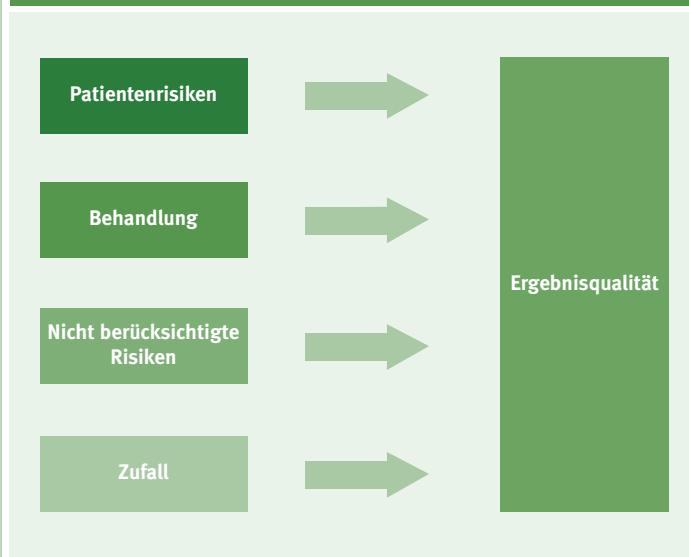 Patientenrisiken
Behandlung
Nicht berücksichtigte
Risiken
Zufall
Ergebnisqualität